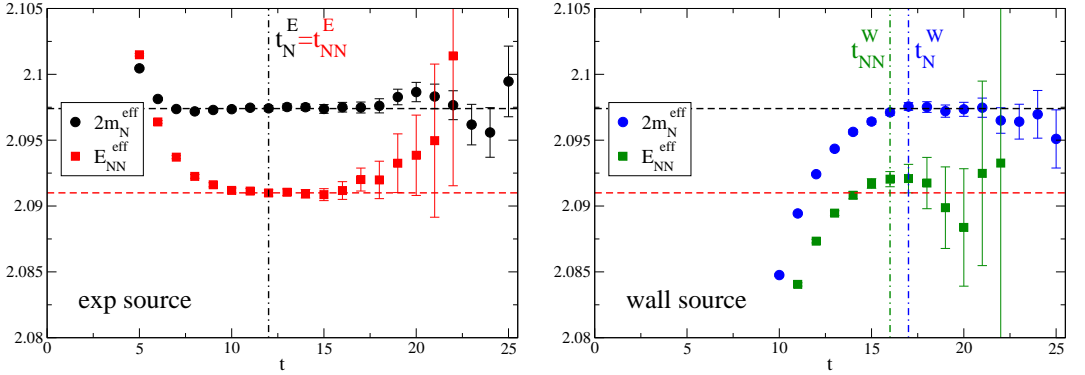 2.105
2.1
2.095
2.09
2.085
2.08
t_N^E=t_NN^E
2m_N^eff
E_NN^eff
exp source
0 5 10 15 20 25
t
2.105
2.1
2.095
2.09
2.085
2.08
t_NN^W t_N^W
2m_N^eff
E_NN^eff
wall source
0 5 10 15 20 25
t